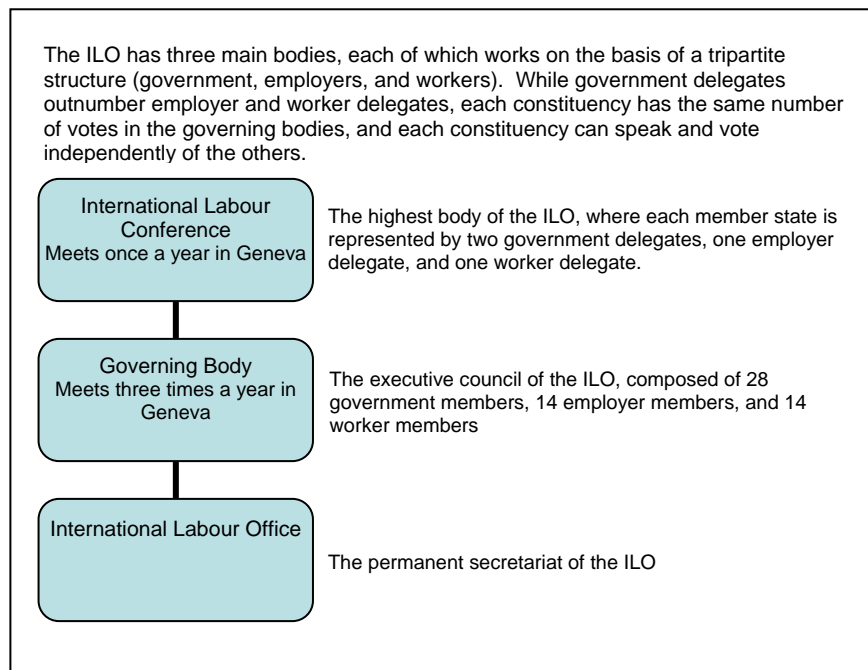 The ILO has three main bodies, each of which works on the basis of a tripartite
structure (government, employers, and workers).  While government delegates
outnumber employer and worker delegates, each constituency has the same number
of votes in the governing bodies, and each constituency can speak and vote
independently of the others.
International Labour
Conference
Meets once a year in Geneva
The highest body of the ILO, where each member state is
represented by two government delegates, one employer
delegate, and one worker delegate.
Governing Body
Meets three times a year in
Geneva
The executive council of the ILO, composed of 28
government members, 14 employer members, and 14
worker members
International Labour Office
The permanent secretariat of the ILO